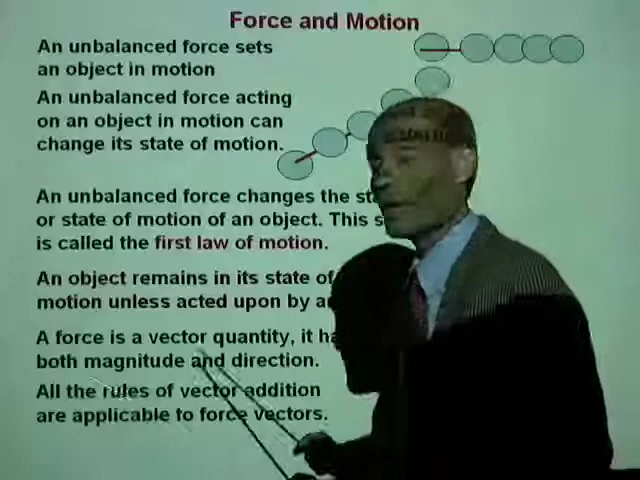 Force and Motion
An unbalanced force sets
an object in motion
An unbalanced force acting
on an object in motion can
change its state of motion.
An unbalanced force changes the
or state of motion of an object. This
is called the first law of motion.
An object remains in its state of
motion unless acted upon by
A force is a vector quantity, it
both magnitude and direction.
All the rules of vector addition
are applicable to force vectors.